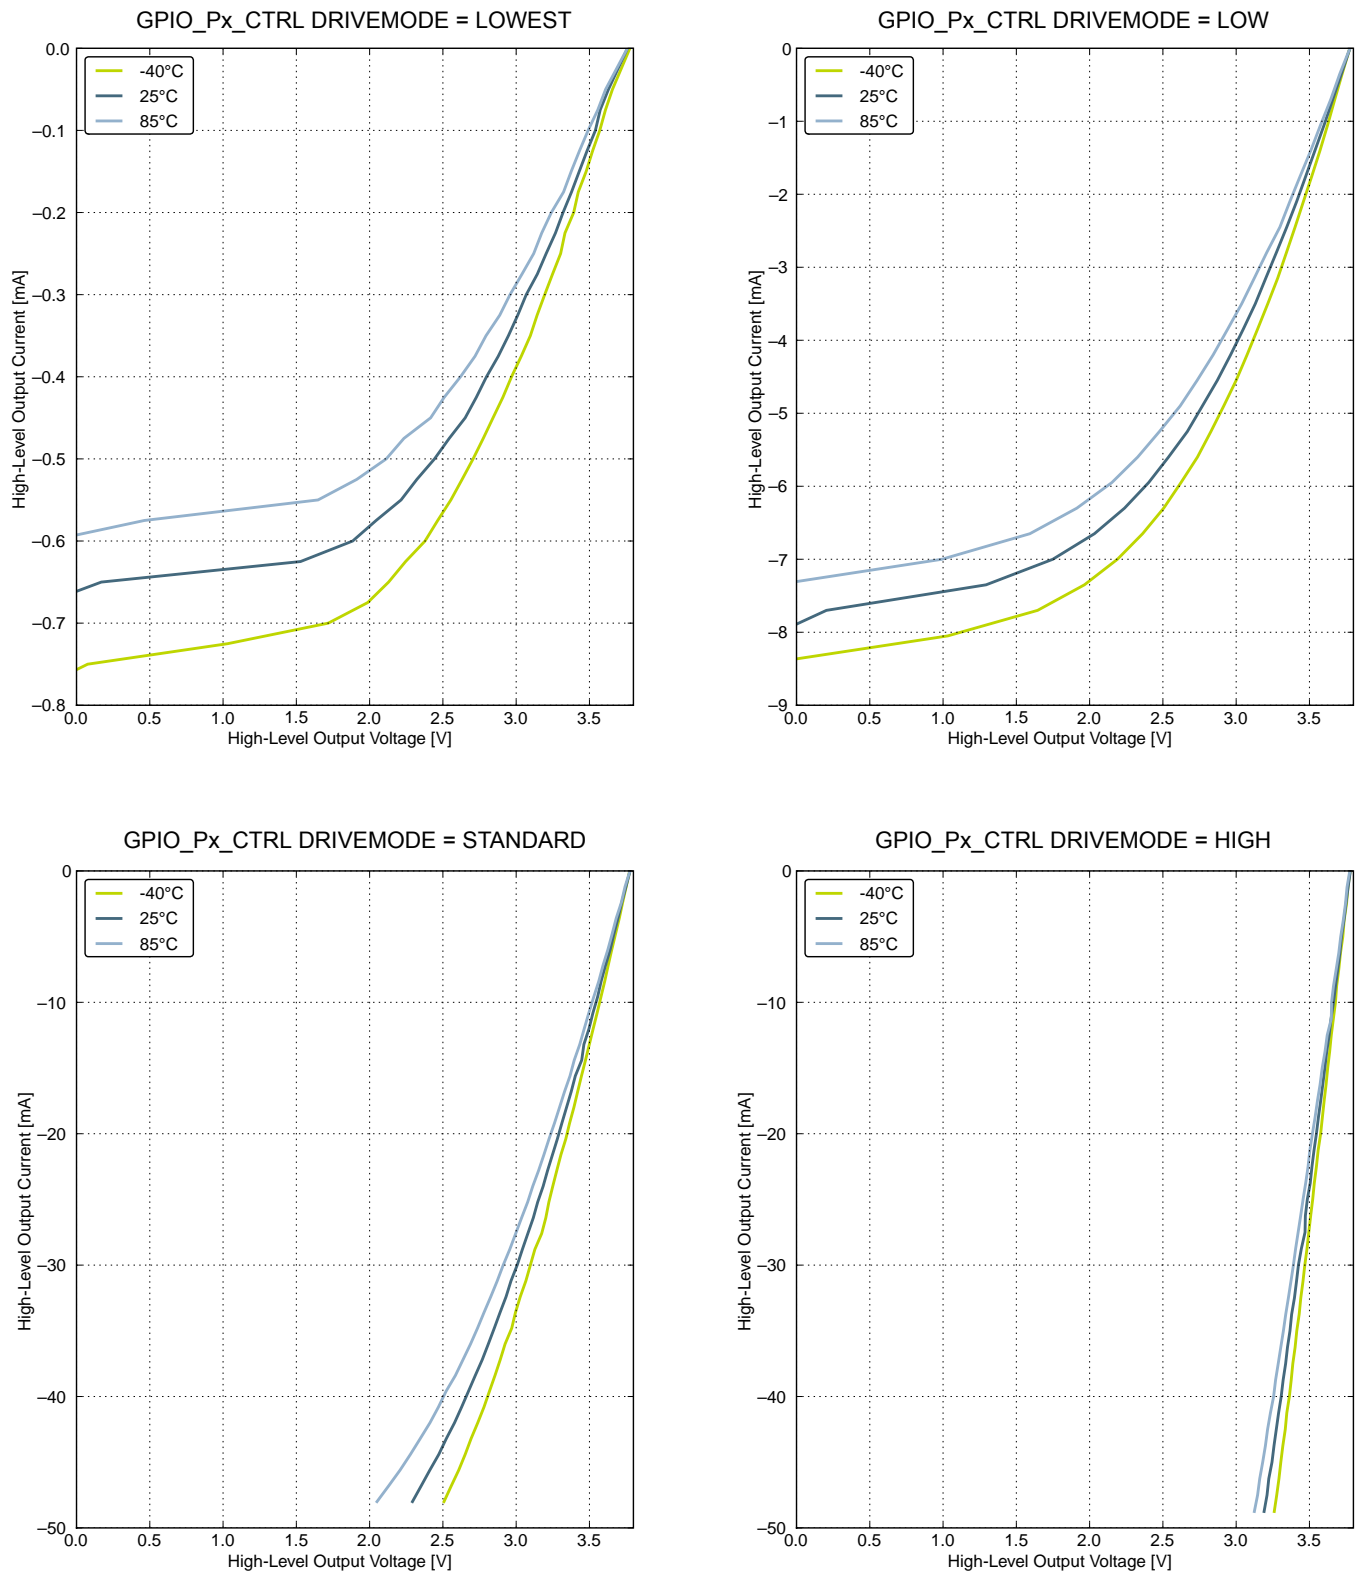 GPIO_Px_CTRL DRIVEMODE = LOWEST
0.0
–0.1
–0.2
–0.3
–0.4
–0.5
–0.6
–0.7
–0.8
High-Level Output Current [mA]
-40°C
25°C
85°C
0.0 0.5 1.0 1.5 2.0 2.5 3.0 3.5
High-Level Output Voltage [V]
GPIO_Px_CTRL DRIVEMODE = LOW
0
–1
–2
–3
–4
–5
–6
–7
–8
–9
High-Level Output Current [mA]
-40°C
25°C
85°C
0.0 0.5 1.0 1.5 2.0 2.5 3.0 3.5
High-Level Output Voltage [V]
GPIO_Px_CTRL DRIVEMODE = STANDARD
0
–10
–20
–30
–40
–50
High-Level Output Current [mA]
-40°C
25°C
85°C
0.0 0.5 1.0 1.5 2.0 2.5 3.0 3.5
High-Level Output Voltage [V]
GPIO_Px_CTRL DRIVEMODE = HIGH
0
–10
–20
–30
–40
–50
High-Level Output Current [mA]
-40°C
25°C
85°C
0.0 0.5 1.0 1.5 2.0 2.5 3.0 3.5
High-Level Output Voltage [V]